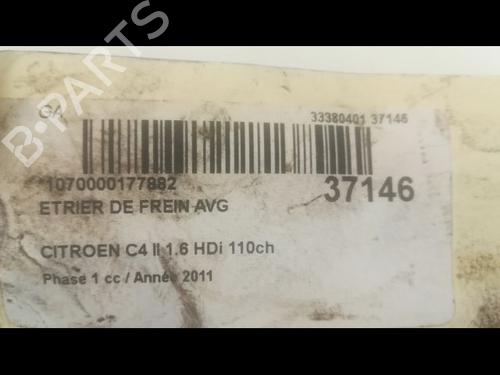 GA 33380401 37146
*1070000177882 37146
ETRIER DE FREIN AVG
CITROEN C4 II 1.6 HDi 110ch
Phase 1 cc / Année 2011